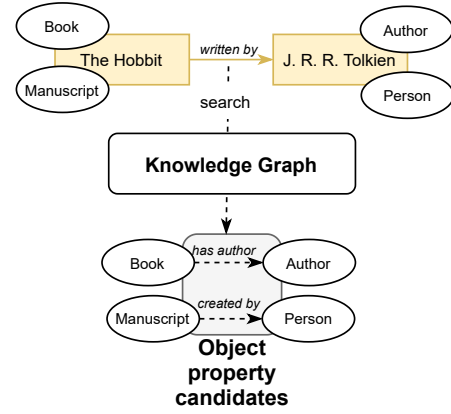 Book
Author
The Hobbit
written by
J. R. R. Tolkien
Manuscript
Person
search
Knowledge Graph
has author
Book
Author
created by
Manuscript
Person
Object
property
candidates